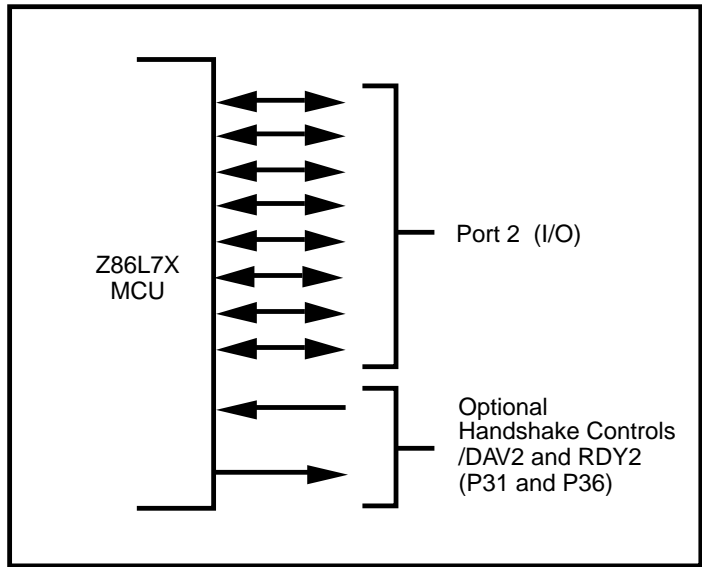 Z86L7X
MCU
Port 2 (I/O)
Optional
Handshake Controls
/DAV2 and RDY2
(P31 and P36)